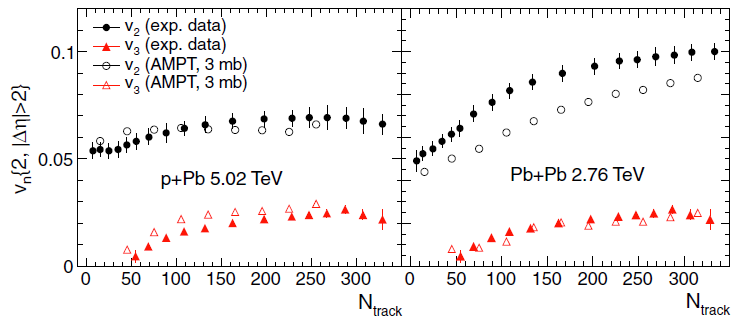 v2 (exp. data)
v3 (exp. data)
v2 (AMPT, 3 mb)
v3 (AMPT, 3 mb)
0.1
0.05
0
vn{2, |Δη|>2}
p+Pb 5.02 TeV
Pb+Pb 2.76 TeV
0 50 100 150 200 250 300
0 50 100 150 200 250 300
Ntrack
Ntrack